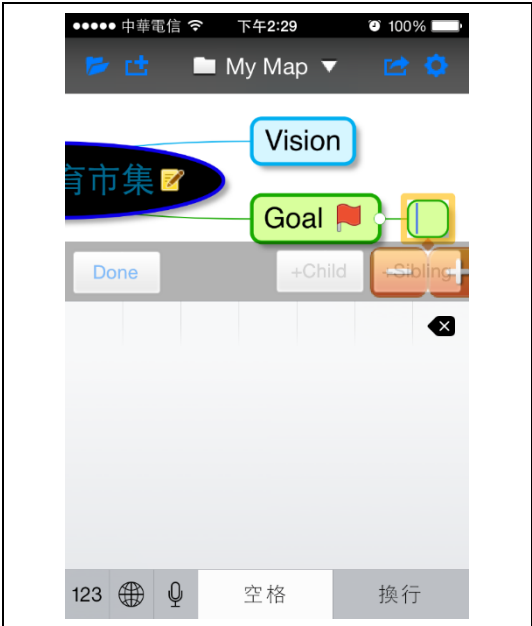 中華電信 下午2:29 100%
My Map
Vision
育市集
Goal
Done +Child +Sibling
123 空格 換行